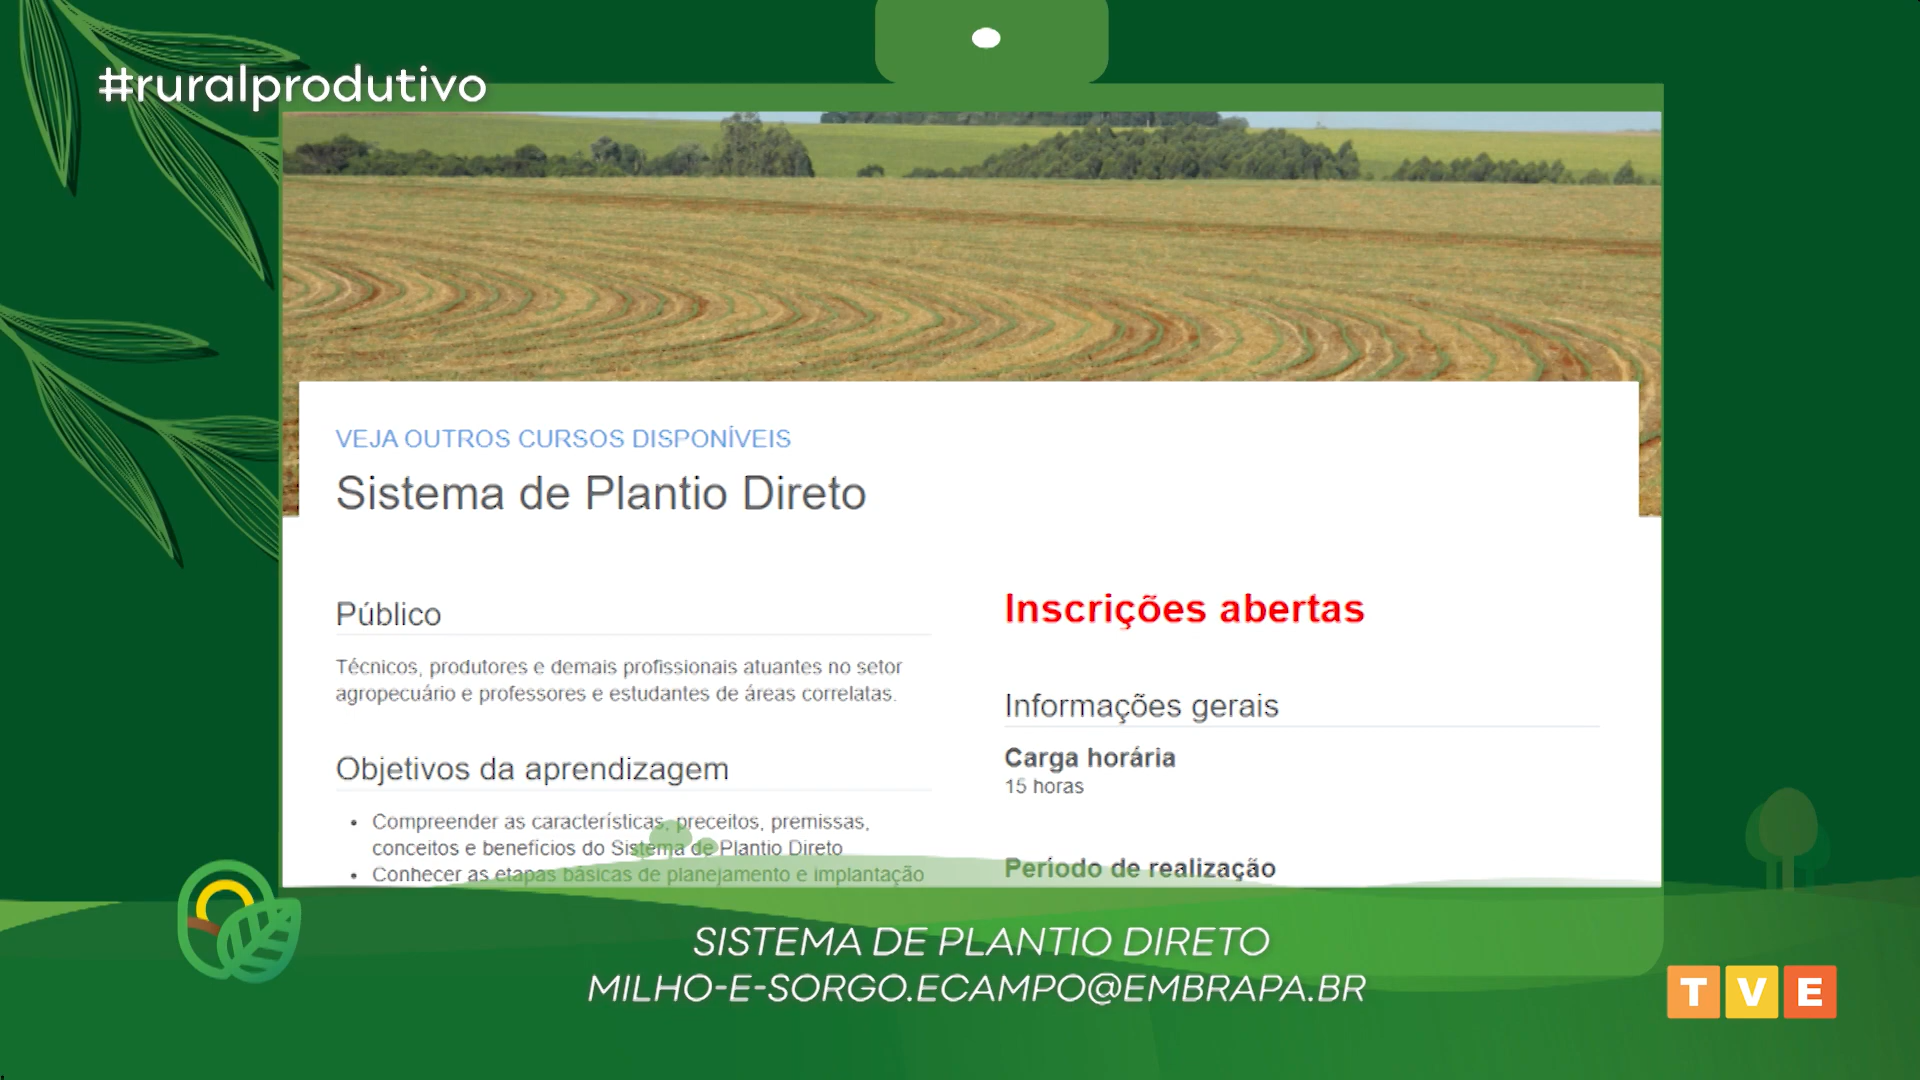 #ruralprodutivo
VEJA OUTROS CURSOS DISPONÍVEIS
Sistema de Plantio Direto
Público
Técnicos, produtores e demais profissionais atuantes no setor
agropecuário e professores e estudantes de áreas correlatas.
Objetivos da aprendizagem
• Compreender as características, preceitos, premissas,
conceitos e benefícios do Sistema de Plantio Direto
• Conhecer as etapas básicas de planejamento e implantação
Inscrições abertas
Informações gerais
Carga horária
15 horas
Período de realização
SISTEMA DE PLANTIO DIRETO
MILHO-E-SORGO.ECAMPO@EMBRAPA.BR
TVE